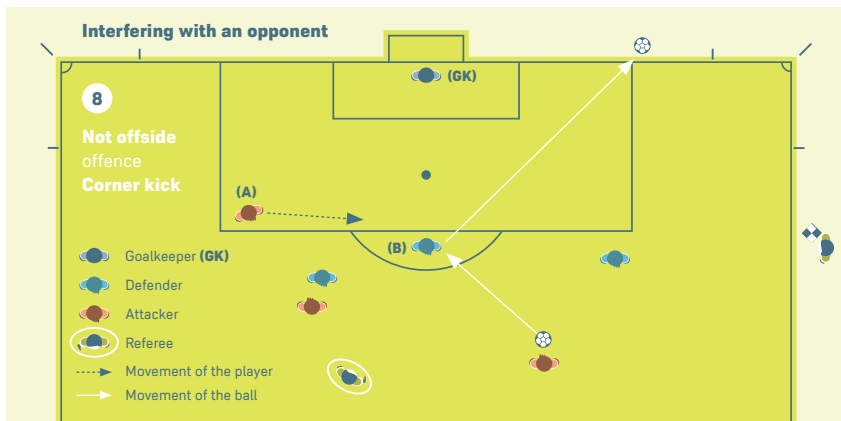 Interfering with an opponent
(GK)
8
Not offside
offence
Corner kick
(A)
(B)
Goalkeeper (GK)
Defender
Attacker
Referee
Movement of the player
Movement of the ball